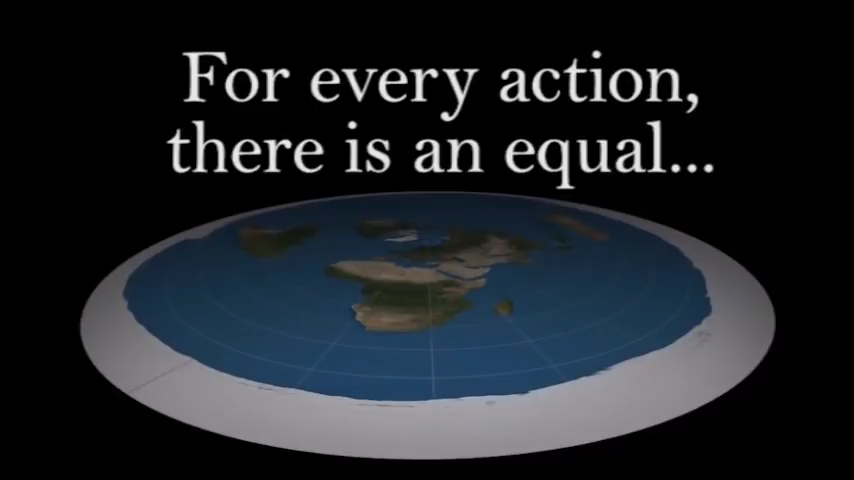 For every action,
there is an equal...